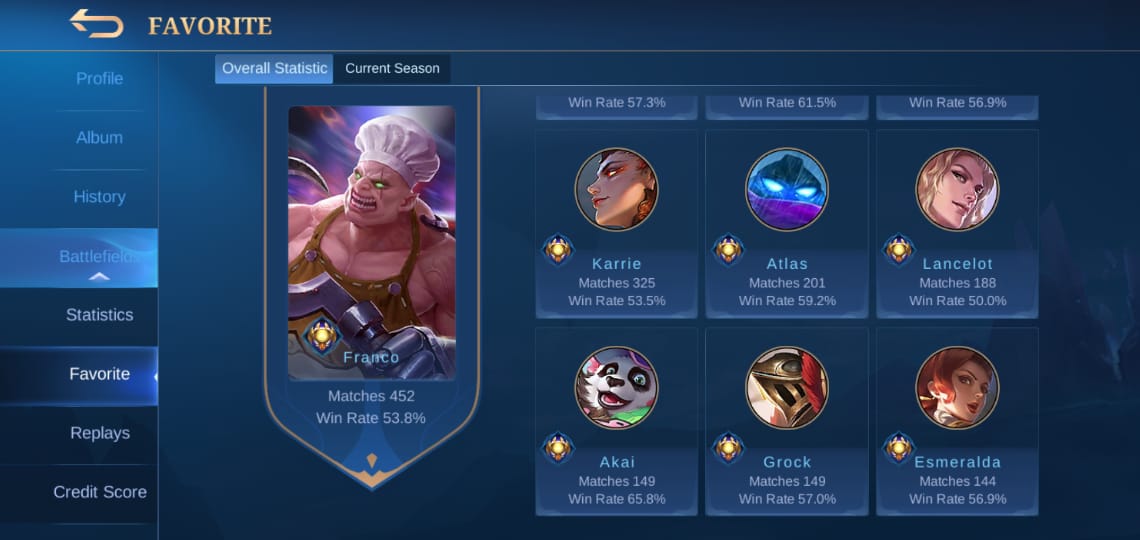 FAVORITE
Profile
Album
History
Battlefields
Statistics
Favorite
Replays
Credit Score
Overall Statistic
Current Season
Franco
Matches 452
Win Rate 53.8%
Win Rate 57.3%
Win Rate 61.5%
Win Rate 56.9%
Karrie
Matches 325
Win Rate 53.5%
Atlas
Matches 201
Win Rate 59.2%
Lancelot
Matches 188
Win Rate 50.0%
Akai
Matches 149
Win Rate 65.8%
Grock
Matches 149
Win Rate 57.0%
Esmeralda
Matches 144
Win Rate 56.9%